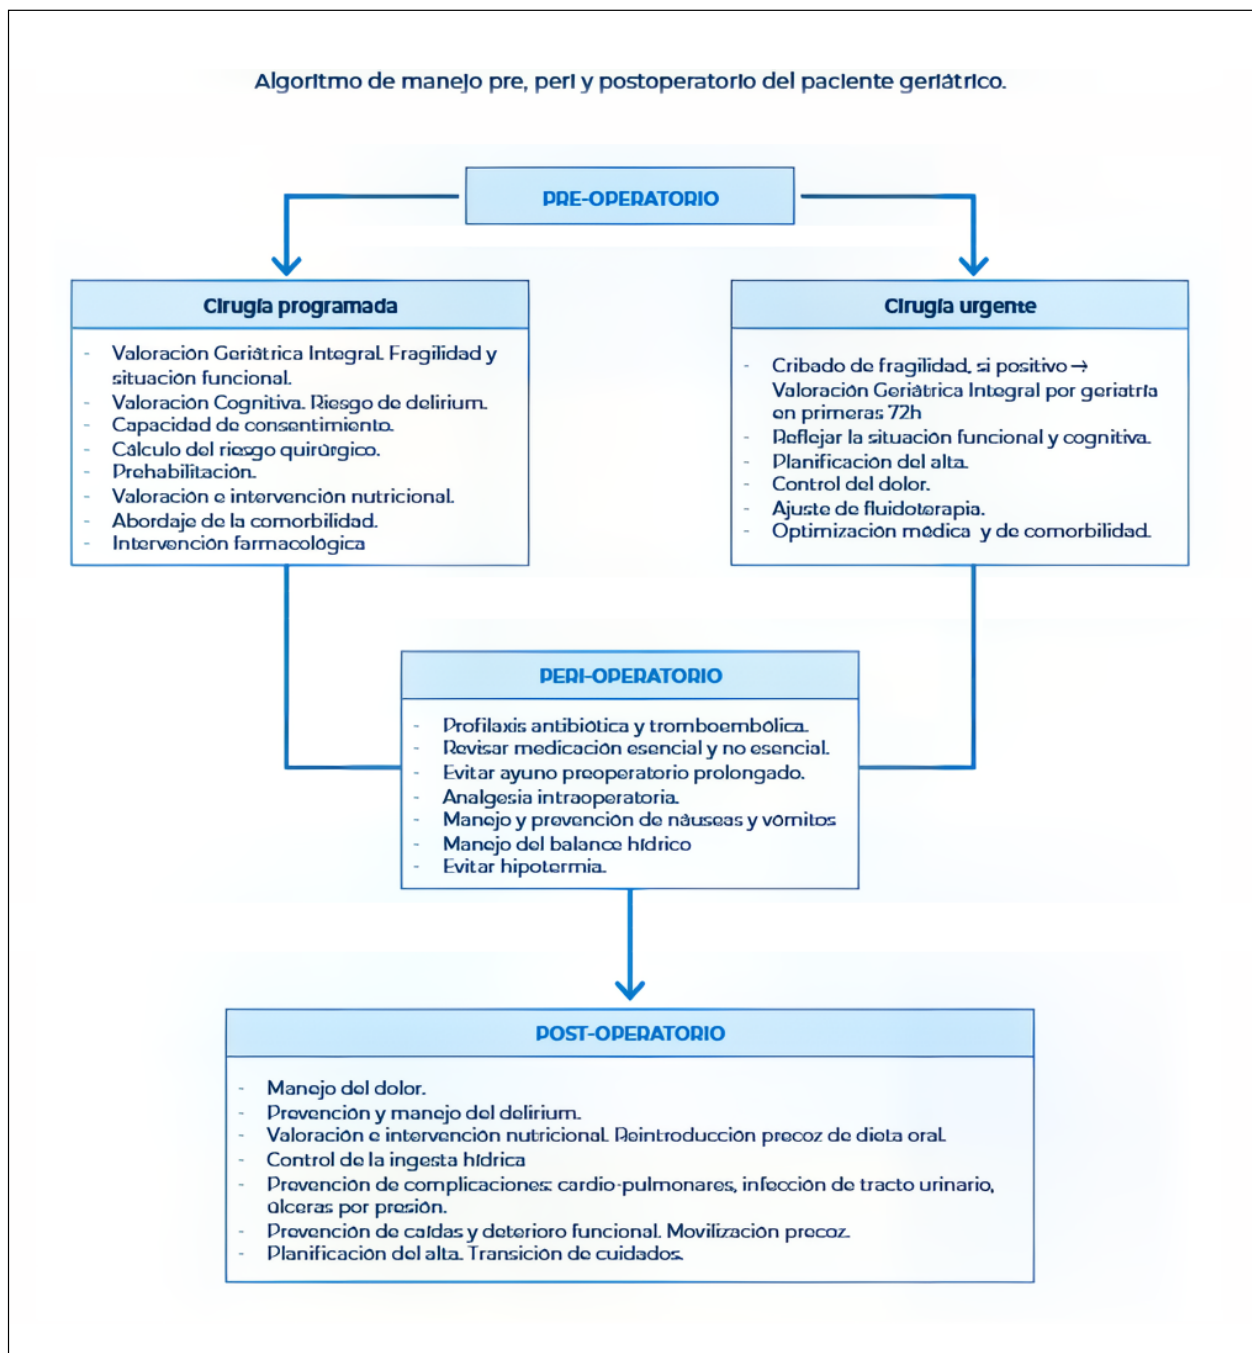 Algoritmo de manejo pre, peri y postoperatorio del paciente geriátrico.
PRE-OPERATORIO
Cirugía programada
- Valoración Geriátrica Integral. Fragilidad y
situación funcional.
- Valoración Cognitiva. Riesgo de delirium.
- Capacidad de consentimiento.
- Cálculo del riesgo quirúrgico.
- Prehabilitación.
- Valoración e intervención nutricional.
- Abordaje de la comorbilidad.
- Intervención farmacológica
Cirugía urgente
- Cribado de fragilidad, si positivo →
Valoración Geriátrica Integral por geriatría
en primeras 72h
- Reflejar la situación funcional y cognitiva.
- Planificación del alta.
- Control del dolor.
- Ajuste de fluidoterapia.
- Optimización médica y de comorbilidad.
PERI-OPERATORIO
- Profilaxis antibiótica y tromboembólica.
- Revisar medicación esencial y no esencial.
- Evitar ayuno preoperatorio prolongado.
- Analgesia intraoperatoria.
- Manejo y prevención de náuseas y vómitos
- Manejo del balance hídrico
- Evitar hipotermia.
POST-OPERATORIO
- Manejo del dolor.
- Prevención y manejo del delirium.
- Valoración e intervención nutricional. Reintroducción precoz de dieta oral.
- Control de la ingesta hídrica
- Prevención de complicaciones: cardio-pulmonares, infección de tracto urinario,
úlceras por presión.
- Prevención de caídas y deterioro funcional. Movilización precoz.
- Planificación del alta. Transición de cuidados.